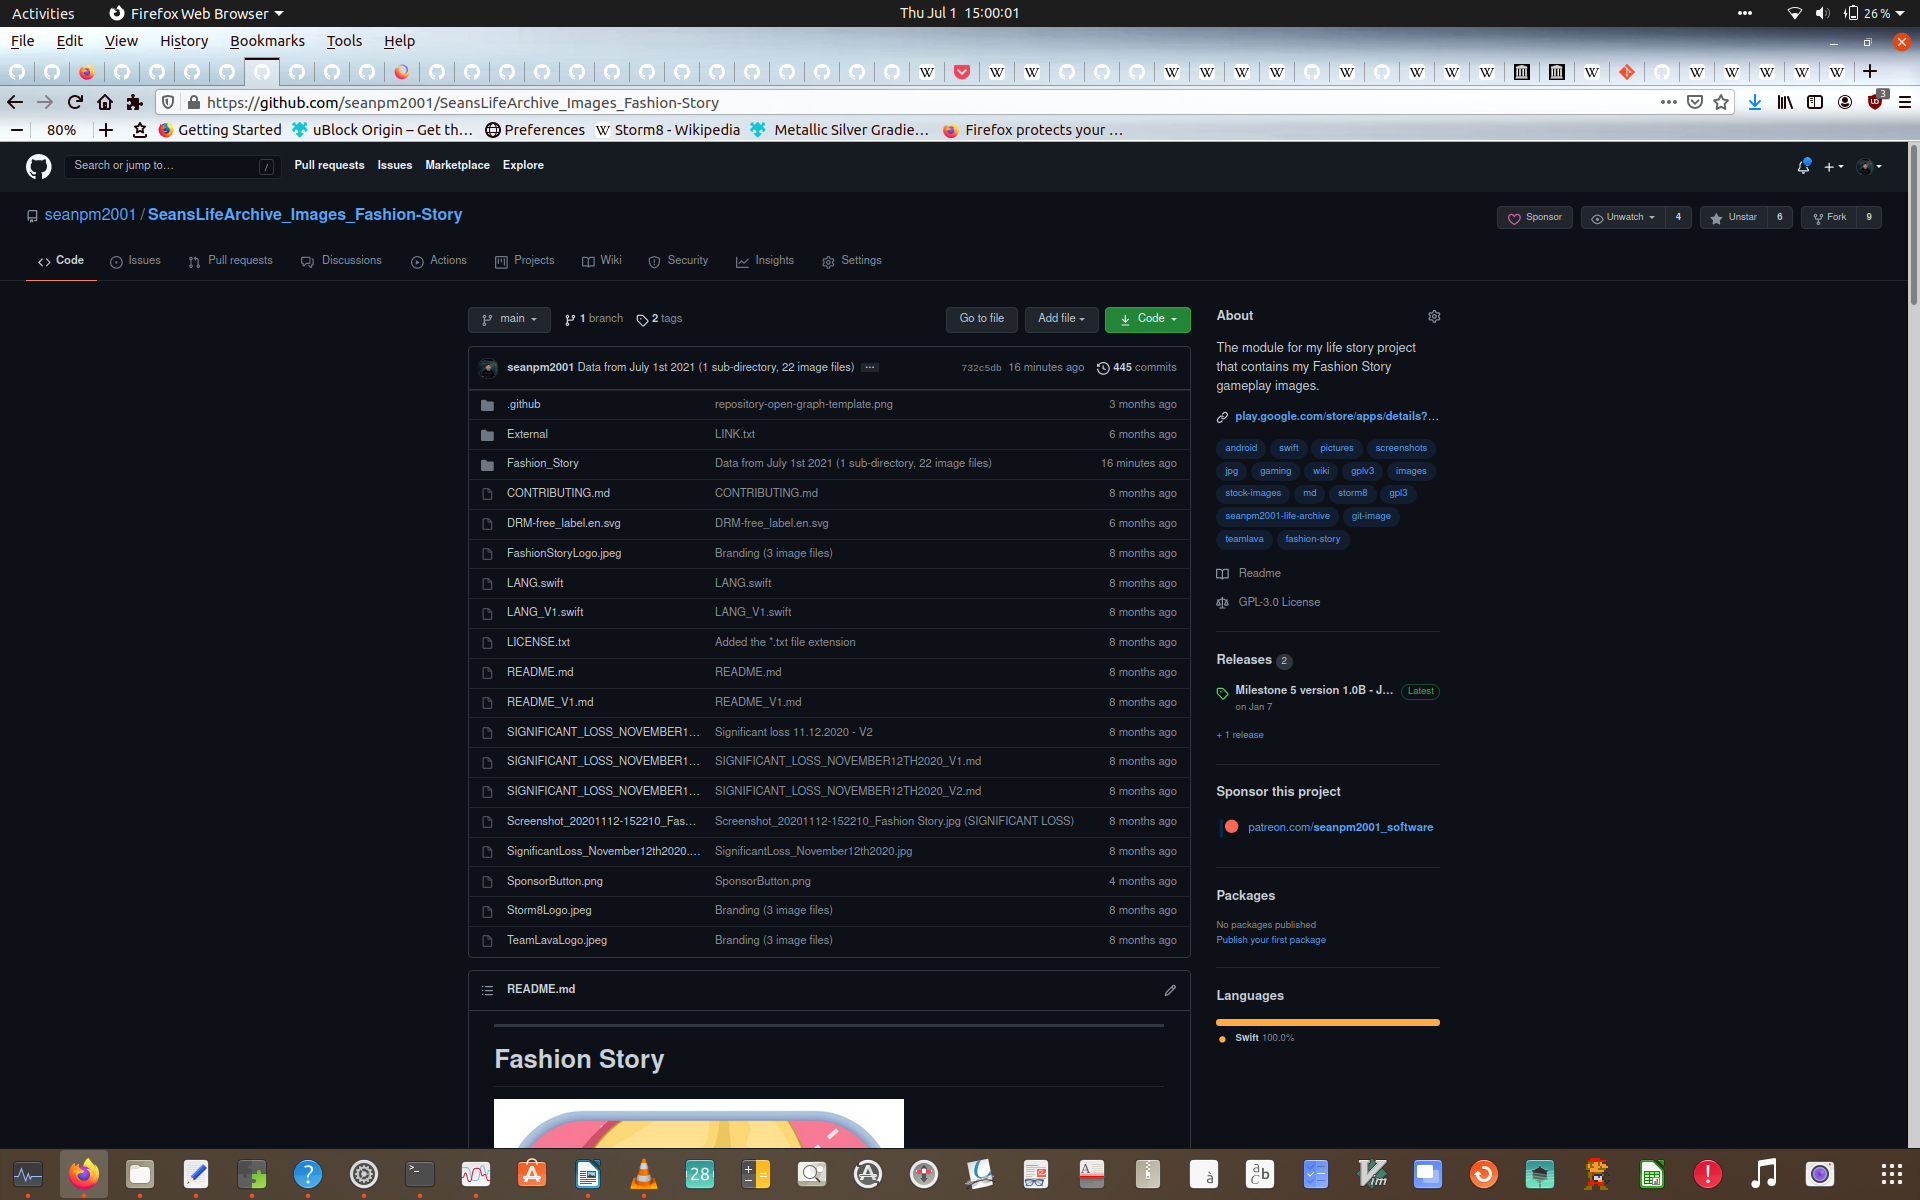 Activities Firefox Web Browser Thu Jul 1 15:00:01 26 %
File Edit View History Bookmarks Tools Help
https://github.com/seanpm2001/SeansLifeArchive_Images_Fashion-Story 3
80% Getting Started uBlock Origin – Get th… Preferences Storm8 - Wikipedia Metallic Silver Gradie… Firefox protects your …
Search or jump to… / Pull requests Issues Marketplace Explore
seanpm2001 / SeansLifeArchive_Images_Fashion-Story Sponsor Unwatch 4 Unstar 6 Fork 9
Code Issues Pull requests Discussions Actions Projects Wiki Security Insights Settings
main 1 branch 2 tags Go to file Add file Code
seanpm2001 Data from July 1st 2021 (1 sub-directory, 22 image files) ... 732c5db 16 minutes ago 445 commits
.github repository-open-graph-template.png 3 months ago
External LINK.txt 6 months ago
Fashion_Story Data from July 1st 2021 (1 sub-directory, 22 image files) 16 minutes ago
CONTRIBUTING.md CONTRIBUTING.md 8 months ago
DRM-free_label.en.svg DRM-free_label.en.svg 6 months ago
FashionStoryLogo.jpeg Branding (3 image files) 8 months ago
LANG.swift LANG.swift 8 months ago
LANG_V1.swift LANG_V1.swift 8 months ago
LICENSE.txt Added the *.txt file extension 8 months ago
README.md README.md 8 months ago
README_V1.md README_V1.md 8 months ago
SIGNIFICANT_LOSS_NOVEMBER1… Significant loss 11.12.2020 - V2 8 months ago
SIGNIFICANT_LOSS_NOVEMBER1… SIGNIFICANT_LOSS_NOVEMBER12TH2020_V1.md 8 months ago
SIGNIFICANT_LOSS_NOVEMBER1… SIGNIFICANT_LOSS_NOVEMBER12TH2020_V2.md 8 months ago
Screenshot_20201112-152210_Fas… Screenshot_20201112-152210_Fashion Story.jpg (SIGNIFICANT LOSS) 8 months ago
SignificantLoss_November12th2020.… SignificantLoss_November12th2020.jpg 8 months ago
SponsorButton.png SponsorButton.png 4 months ago
Storm8Logo.jpeg Branding (3 image files) 8 months ago
TeamLavaLogo.jpeg Branding (3 image files) 8 months ago
README.md
Fashion Story
About
The module for my life story project
that contains my Fashion Story
gameplay images.
play.google.com/store/apps/details?…
android swift pictures screenshots
jpg gaming wiki gplv3 images
stock-images md storm8 gpl3
seanpm2001-life-archive git-image
teamlava fashion-story
Readme
GPL-3.0 License
Releases 2
Milestone 5 version 1.0B - J… Latest
on Jan 7
+ 1 release
Sponsor this project
patreon.com/seanpm2001_software
Packages
No packages published
Publish your first package
Languages
Swift 100.0%
28